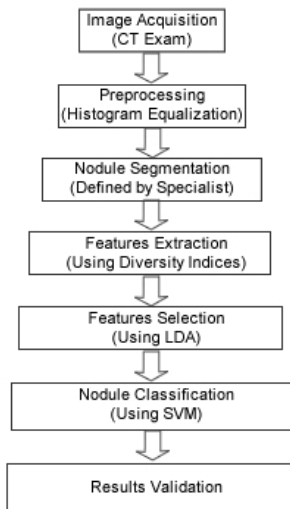 Image Acquisition
(CT Exam)
Preprocessing
(Histogram Equalization)
Nodule Segmentation
(Defined by Specialist)
Features Extraction
(Using Diversity Indices)
Features Selection
(Using LDA)
Nodule Classification
(Using SVM)
Results Validation